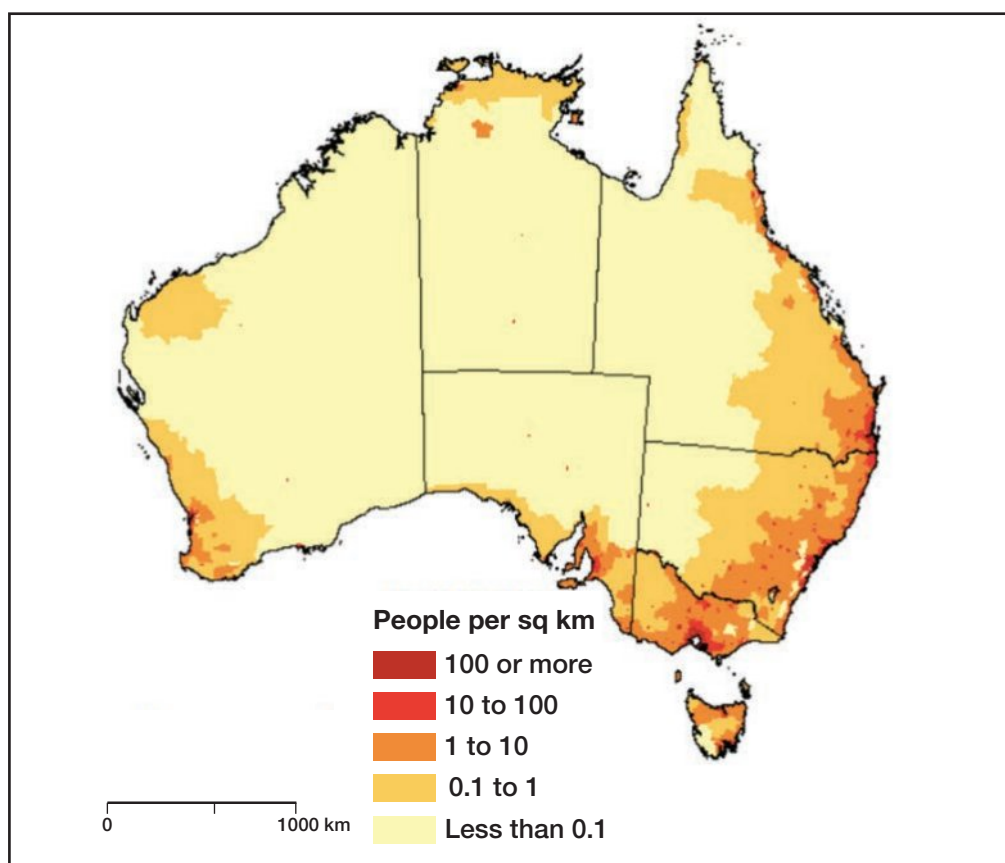 People per sq km
100 or more
10 to 100
1 to 10
0.1 to 1
Less than 0.1
0 1000 km